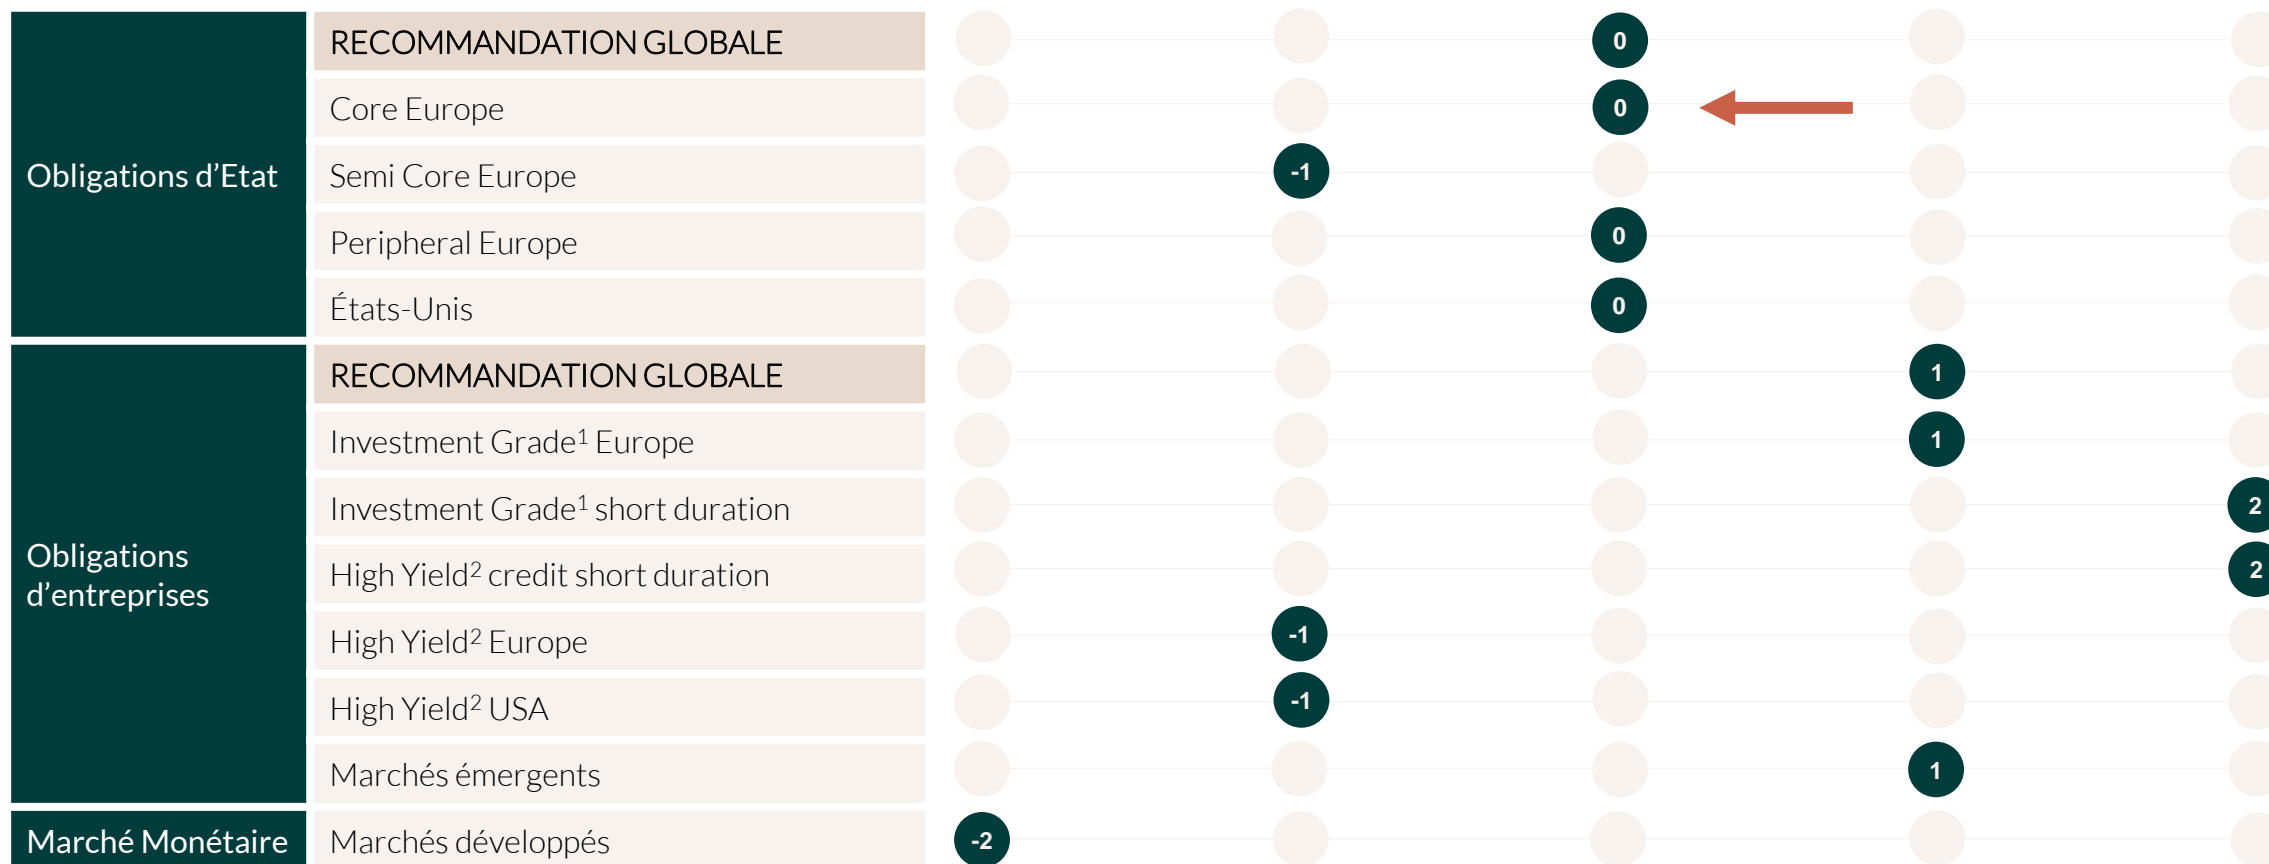 RECOMMANDATION GLOBALE 0
Core Europe 0
Obligations d’Etat
Semi Core Europe -1
Peripheral Europe 0
États-Unis 0
RECOMMANDATION GLOBALE 1
Investment Grade¹ Europe 1
Investment Grade¹ short duration 2
Obligations
d’entreprises
High Yield² credit short duration 2
High Yield² Europe -1
High Yield² USA -1
Marchés émergents 1
Marché Monétaire
Marchés développés -2